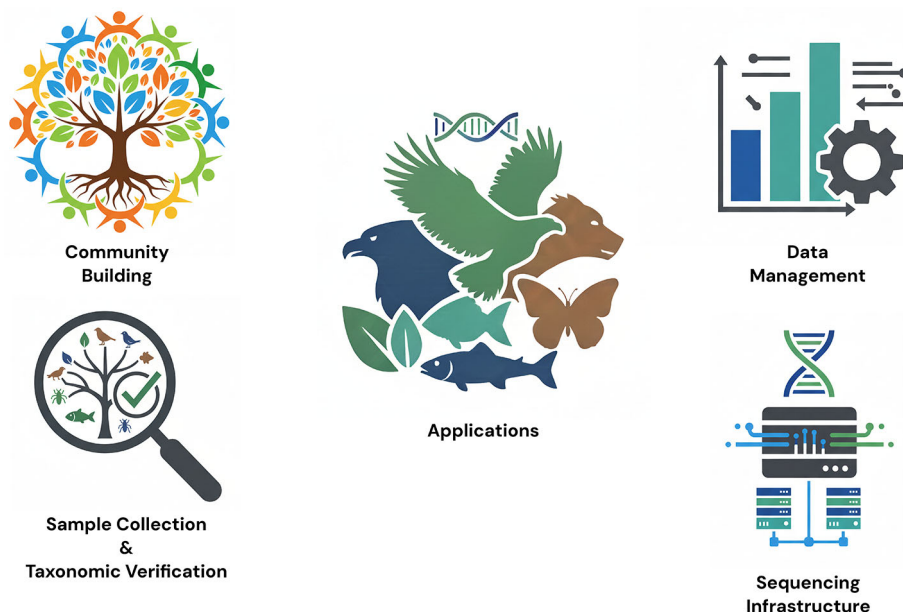 Community
Building
Sample Collection
&
Taxonomic Verification
Applications
Data
Management
Sequencing
Infrastructure